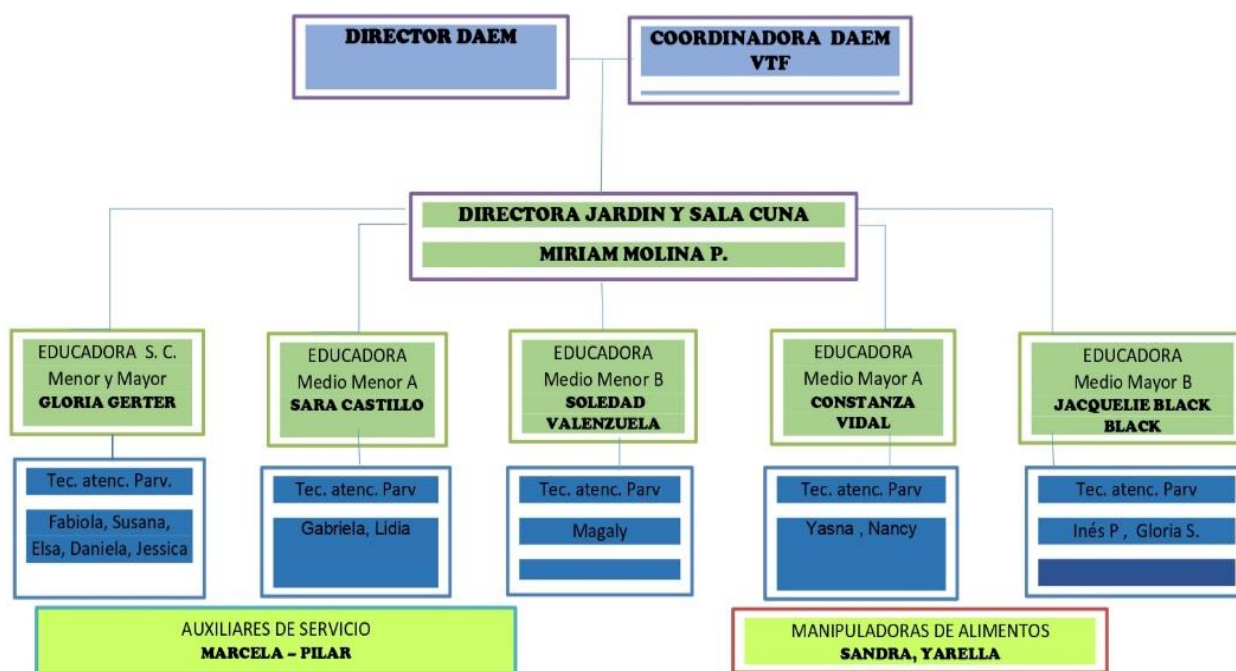 DIRECTOR DAEM
COORDINADORA DAEM
VTF
DIRECTORA JARDIN Y SALA CUNA
MIRIAM MOLINA P.
EDUCADORA S. C.
Menor y Mayor
GLORIA GERTER
EDUCADORA
Medio Menor A
SARA CASTILLO
EDUCADORA
Medio Menor B
SOLEDAD
VALENZUELA
EDUCADORA
Medio Mayor A
CONSTANZA
VIDAL
EDUCADORA
Medio Mayor B
JACQUELIE BLACK
BLACK
Tec. atenc. Parv.
Fabiola, Susana,
Elsa, Daniela, Jessica
Tec. atenc. Parv
Gabriela, Lidia
Tec. atenc. Parv
Magaly
Tec. atenc. Parv
Yasna , Nancy
Tec. atenc. Parv
Inés P , Gloria S.
AUXILIARES DE SERVICIO
MARCELA – PILAR
MANIPULADORAS DE ALIMENTOS
SANDRA, YARELLA